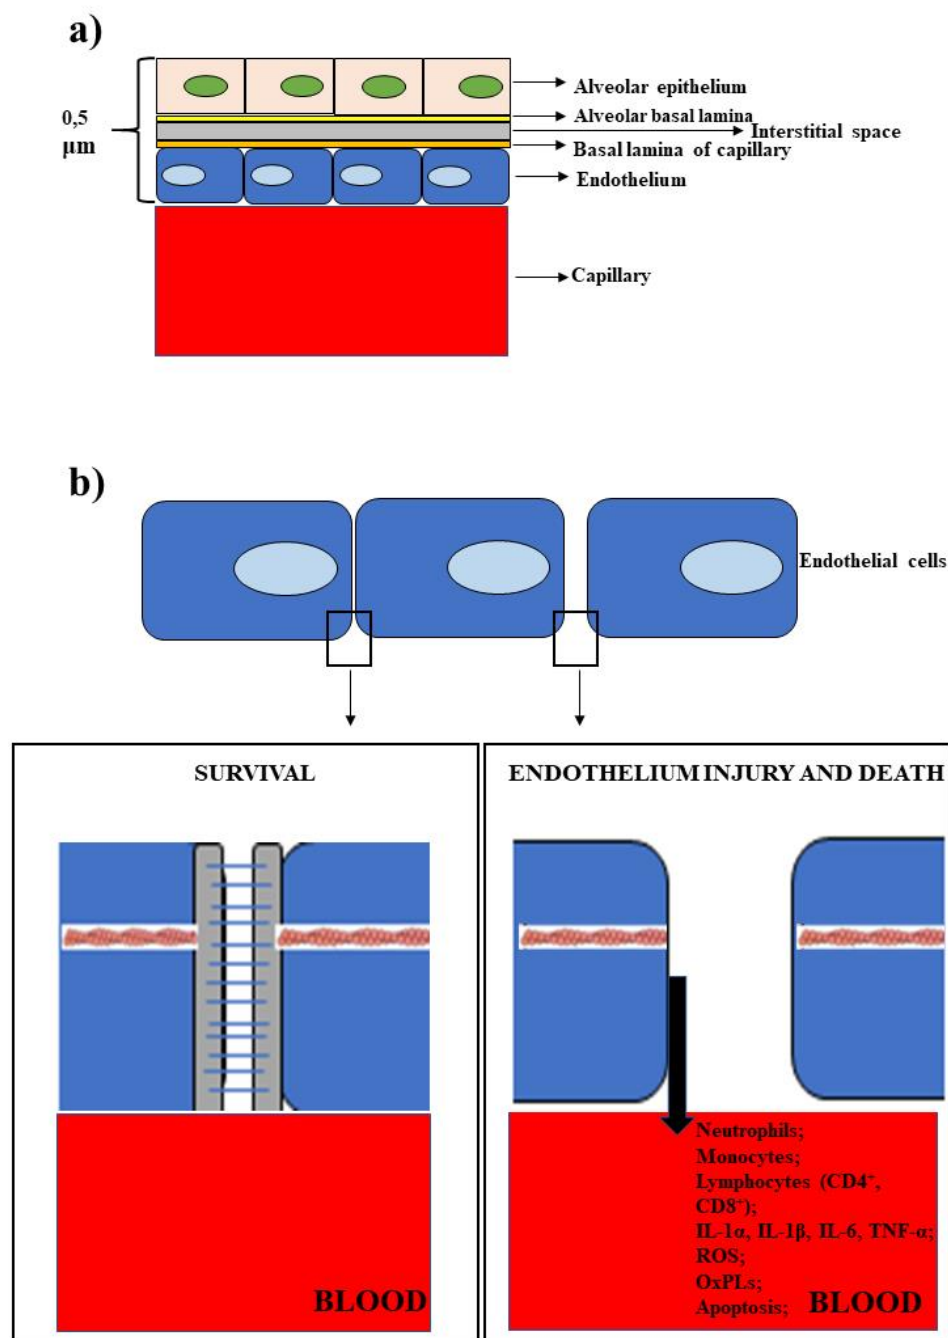 a)
0,5
µm
Alveolar epithelium
Alveolar basal lamina
Interstitial space
Basal lamina of capillary
Endothelium
Capillary
b)
Endothelial cells
SURVIVAL
BLOOD
ENDOTHELIUM INJURY AND DEATH
Neutrophils;
Monocytes;
Lymphocytes (CD4⁺,
CD8⁺);
IL-1α, IL-1β, IL-6, TNF-α;
ROS;
OxPLs;
Apoptosis;
BLOOD